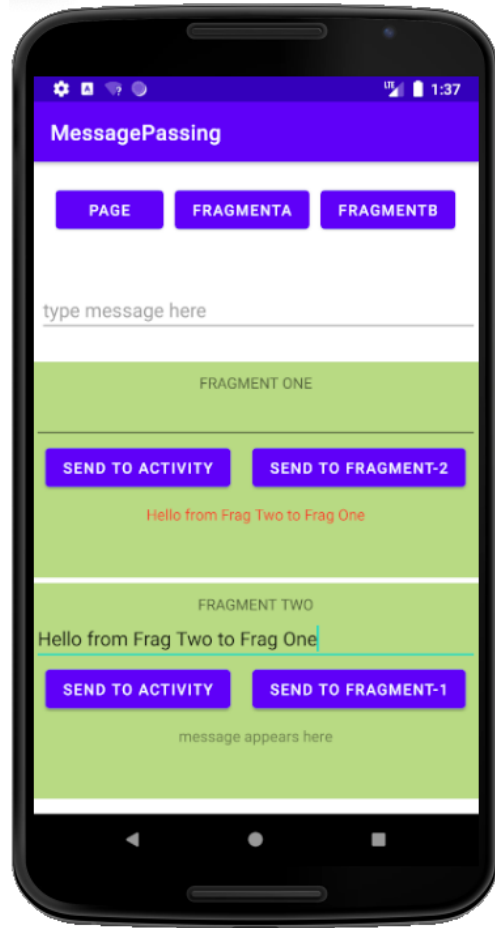 LTE 1:37
MessagePassing
PAGE FRAGMENTA FRAGMENTB
type message here
FRAGMENT ONE
SEND TO ACTIVITY SEND TO FRAGMENT-2
Hello from Frag Two to Frag One
FRAGMENT TWO
Hello from Frag Two to Frag One
SEND TO ACTIVITY SEND TO FRAGMENT-1
message appears here